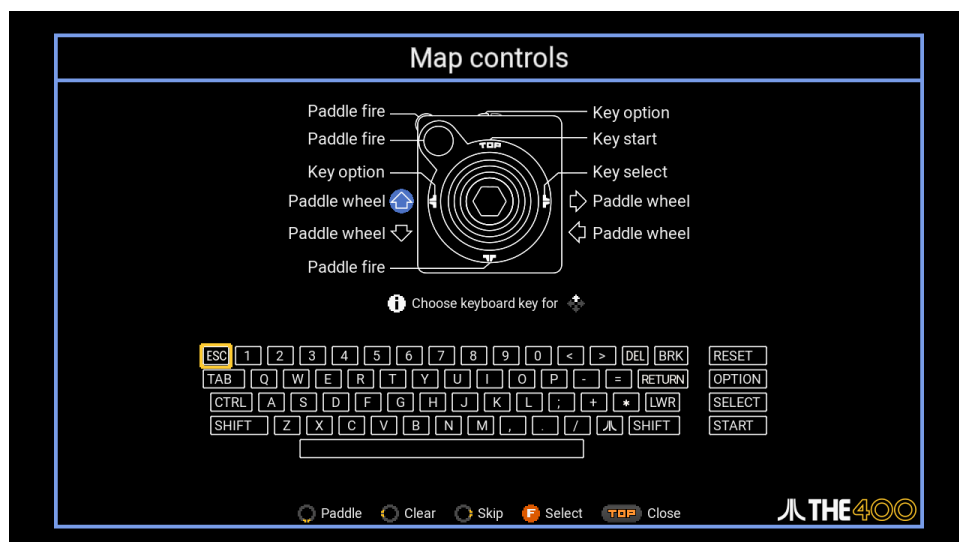 Map controls
Paddle fire Key option
Paddle fire TOP Key start
Key option Key select
Paddle wheel Paddle wheel
Paddle wheel Paddle wheel
Paddle fire
i Choose keyboard key for
ESC 1 2 3 4 5 6 7 8 9 0 < > DEL BRK RESET
TAB Q W E R T Y U I O P - = RETURN OPTION
CTRL A S D F G H J K L ; + * LWR SELECT
SHIFT Z X C V B N M , . / SHIFT START
Paddle Clear Skip F Select TOP Close
THE400